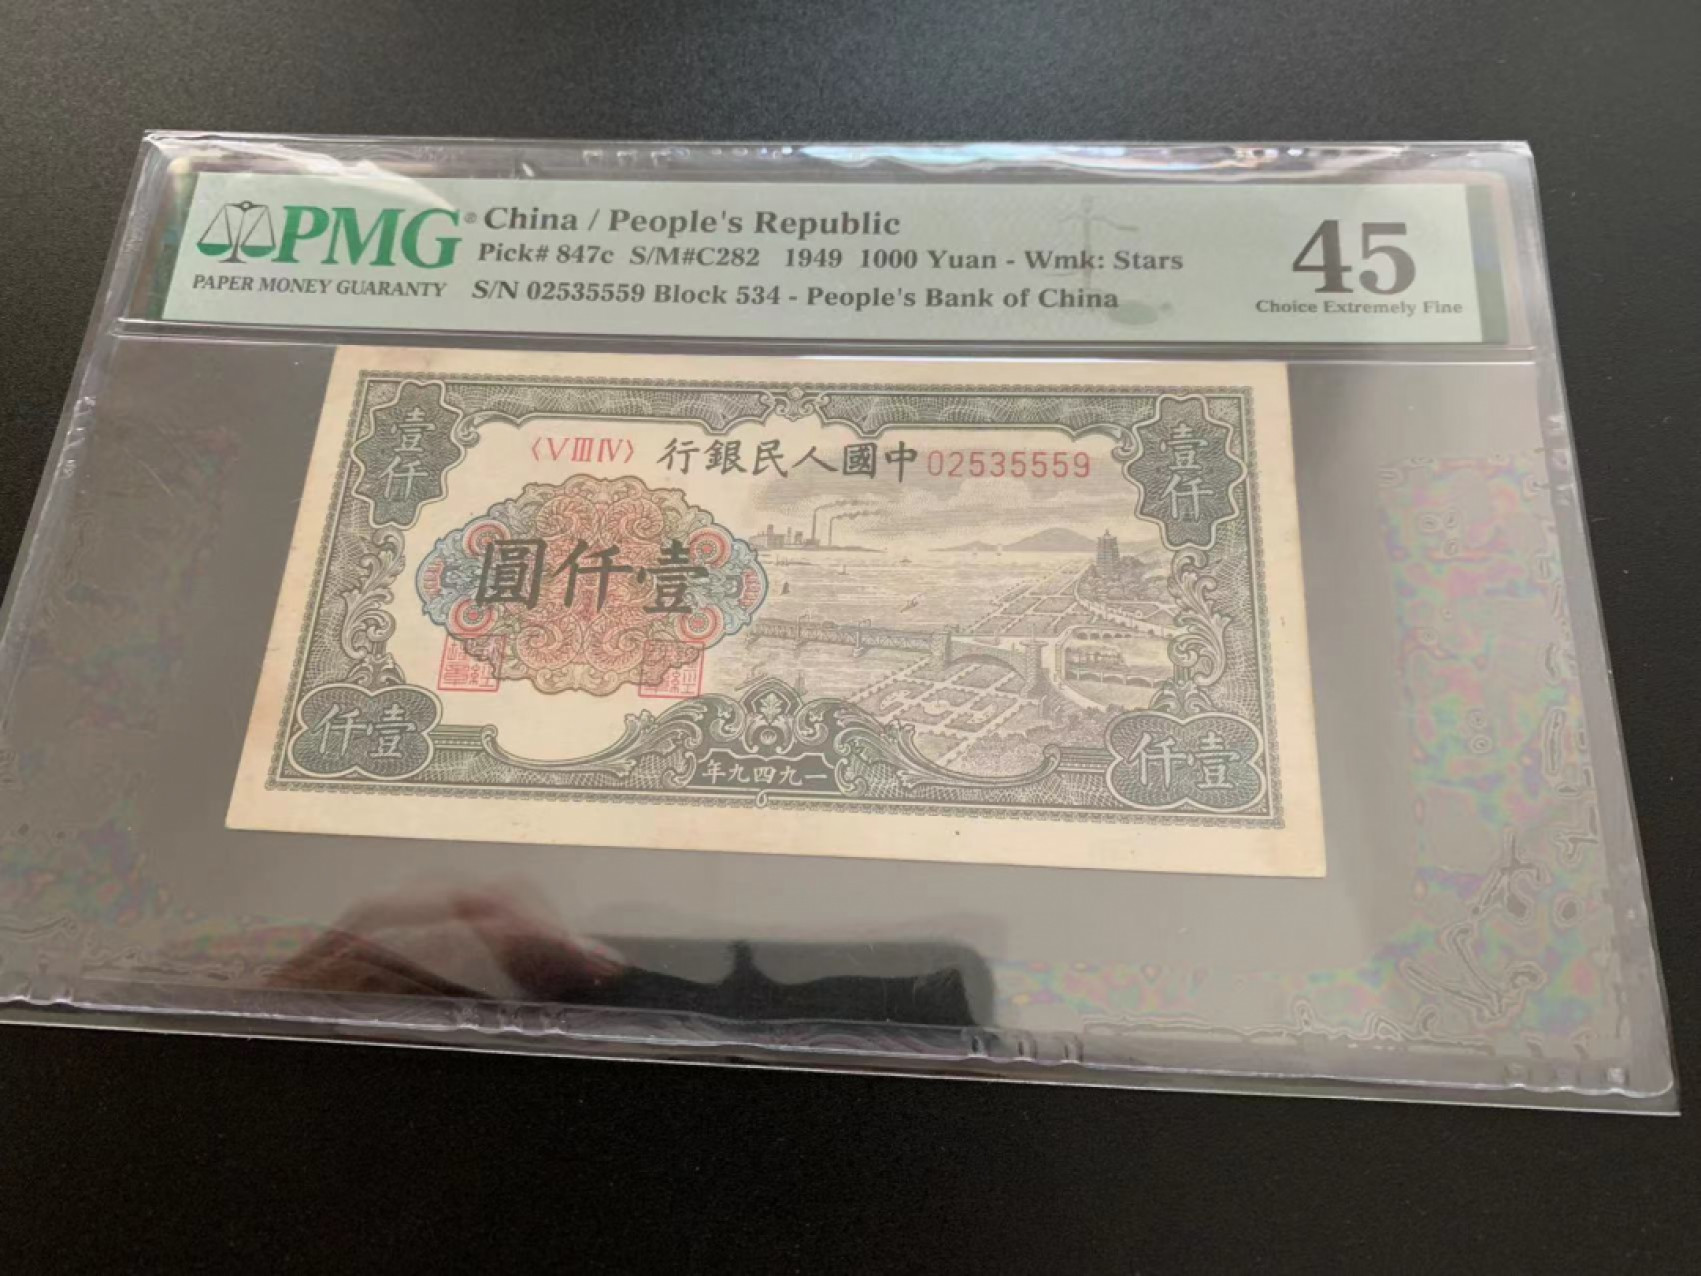 PMG® China / People's Republic
Pick# 847c S/M#C282 1949 1000 Yuan - Wmk: Stars
PAPER MONEY GUARANTY S/N 02535559 Block 534 - People's Bank of China
45
Choice Extremely Fine
壹仟
壹仟
〈VIIIIV〉 行銀民人國中 02535559
圓仟壹
仟壹
仟壹
年九四九一